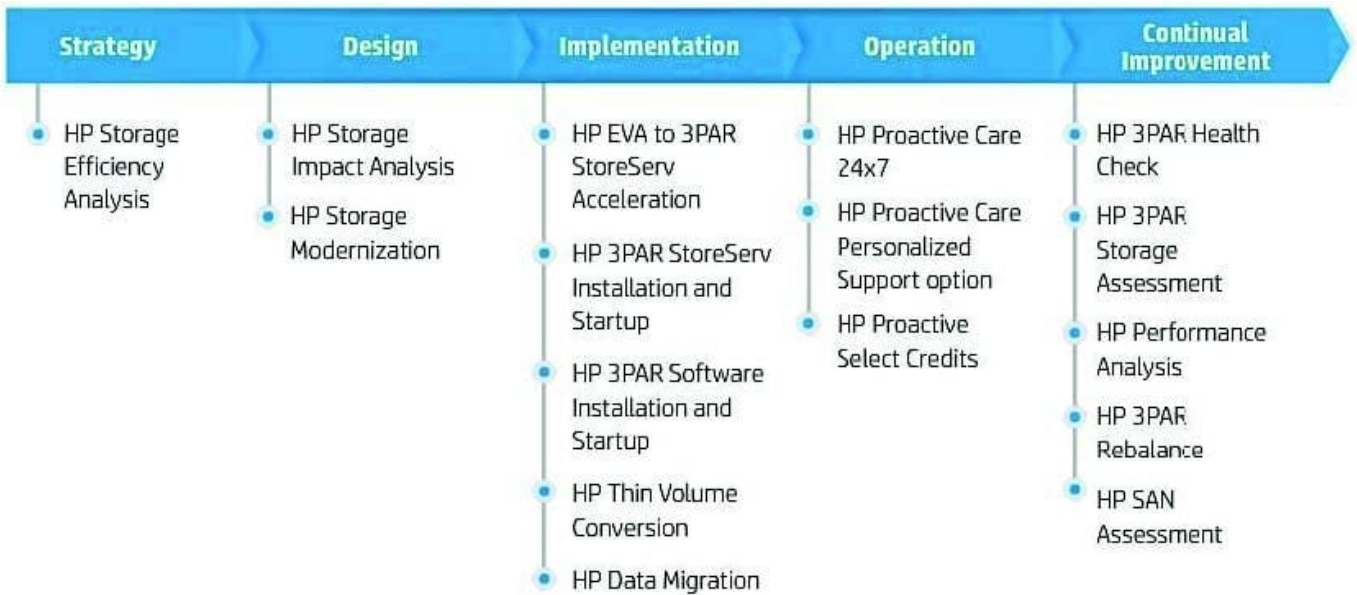 Strategy
Design
Implementation
Operation
Continual
Improvement
HP Storage
Efficiency
Analysis
HP Storage
Impact Analysis
HP Storage
Modernization
HP EVA to 3PAR
StoreServ
Acceleration
HP 3PAR StoreServ
Installation and
Startup
HP 3PAR Software
Installation and
Startup
HP Thin Volume
Conversion
HP Data Migration
HP Proactive Care
24x7
HP Proactive Care
Personalized
Support option
HP Proactive
Select Credits
HP 3PAR Health
Check
HP 3PAR
Storage
Assessment
HP Performance
Analysis
HP 3PAR
Rebalance
HP SAN
Assessment